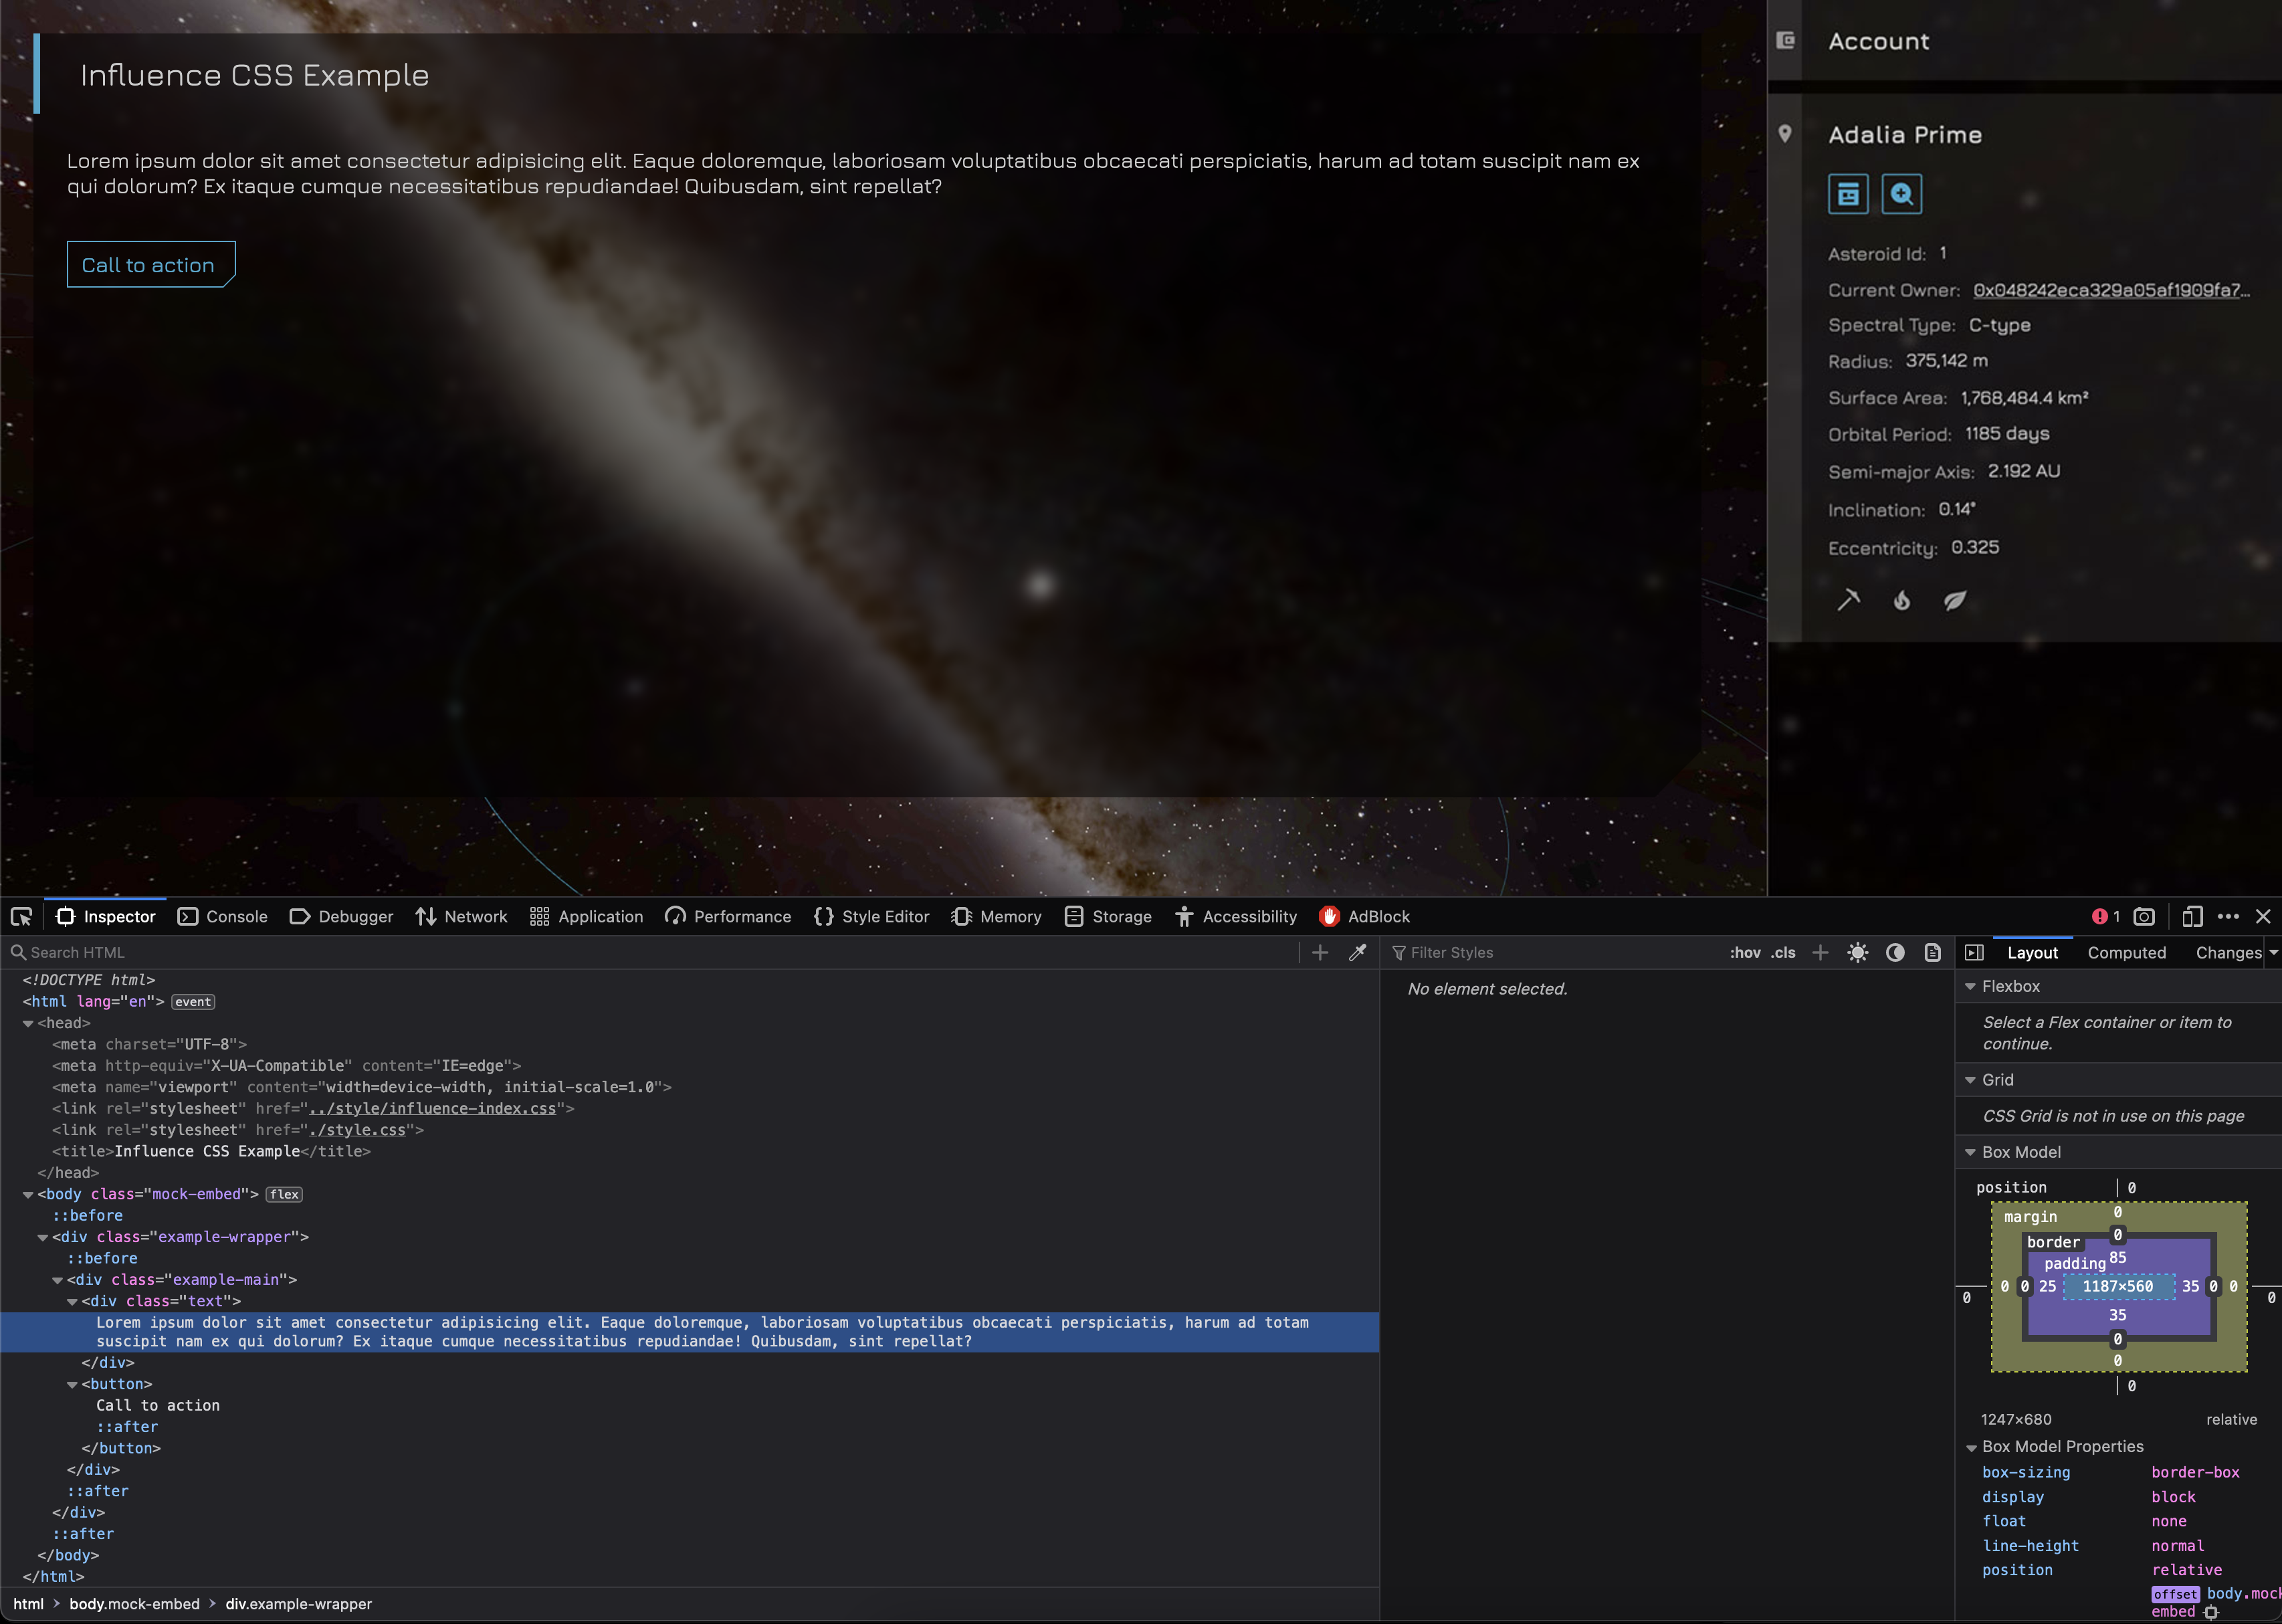 Influence CSS Example
Lorem ipsum dolor sit amet consectetur adipisicing elit. Eaque doloremque, laboriosam voluptatibus obcaecati perspiciatis, harum ad totam suscipit nam ex
qui dolorum? Ex itaque cumque necessitatibus repudiandae! Quibusdam, sint repellat?
Call to action
Account
Adalia Prime
Asteroid Id: 1
Current Owner: 0x048242eca329a05af1909fa7...
Spectral Type: C-type
Radius: 375,142 m
Surface Area: 1,768,484.4 km²
Orbital Period: 1185 days
Semi-major Axis: 2.192 AU
Inclination: 0.14°
Eccentricity: 0.325
Inspector Console Debugger Network Application Performance Style Editor Memory Storage Accessibility AdBlock 1
Search HTML
<!DOCTYPE html>
<html lang="en"> event
<head>
<meta charset="UTF-8">
<meta http-equiv="X-UA-Compatible" content="IE=edge">
<meta name="viewport" content="width=device-width, initial-scale=1.0">
<link rel="stylesheet" href="../style/influence-index.css">
<link rel="stylesheet" href="./style.css">
<title>Influence CSS Example</title>
</head>
<body class="mock-embed"> flex
::before
<div class="example-wrapper">
::before
<div class="example-main">
<div class="text">
Lorem ipsum dolor sit amet consectetur adipisicing elit. Eaque doloremque, laboriosam voluptatibus obcaecati perspiciatis, harum ad totam
suscipit nam ex qui dolorum? Ex itaque cumque necessitatibus repudiandae! Quibusdam, sint repellat?
</div>
<button>
Call to action
::after
</button>
</div>
::after
</div>
::after
</body>
</html>
html > body.mock-embed > div.example-wrapper
Filter Styles :hov .cls
No element selected.
Layout Computed Changes
Flexbox
Select a Flex container or item to
continue.
Grid
CSS Grid is not in use on this page
Box Model
position 0
margin 0
border 0
padding 85
0 0 0 25 1187×560 35 0 0 0
35
0
0
0
1247×680 relative
Box Model Properties
box-sizing border-box
display block
float none
line-height normal
position relative
offset body.mock
embed